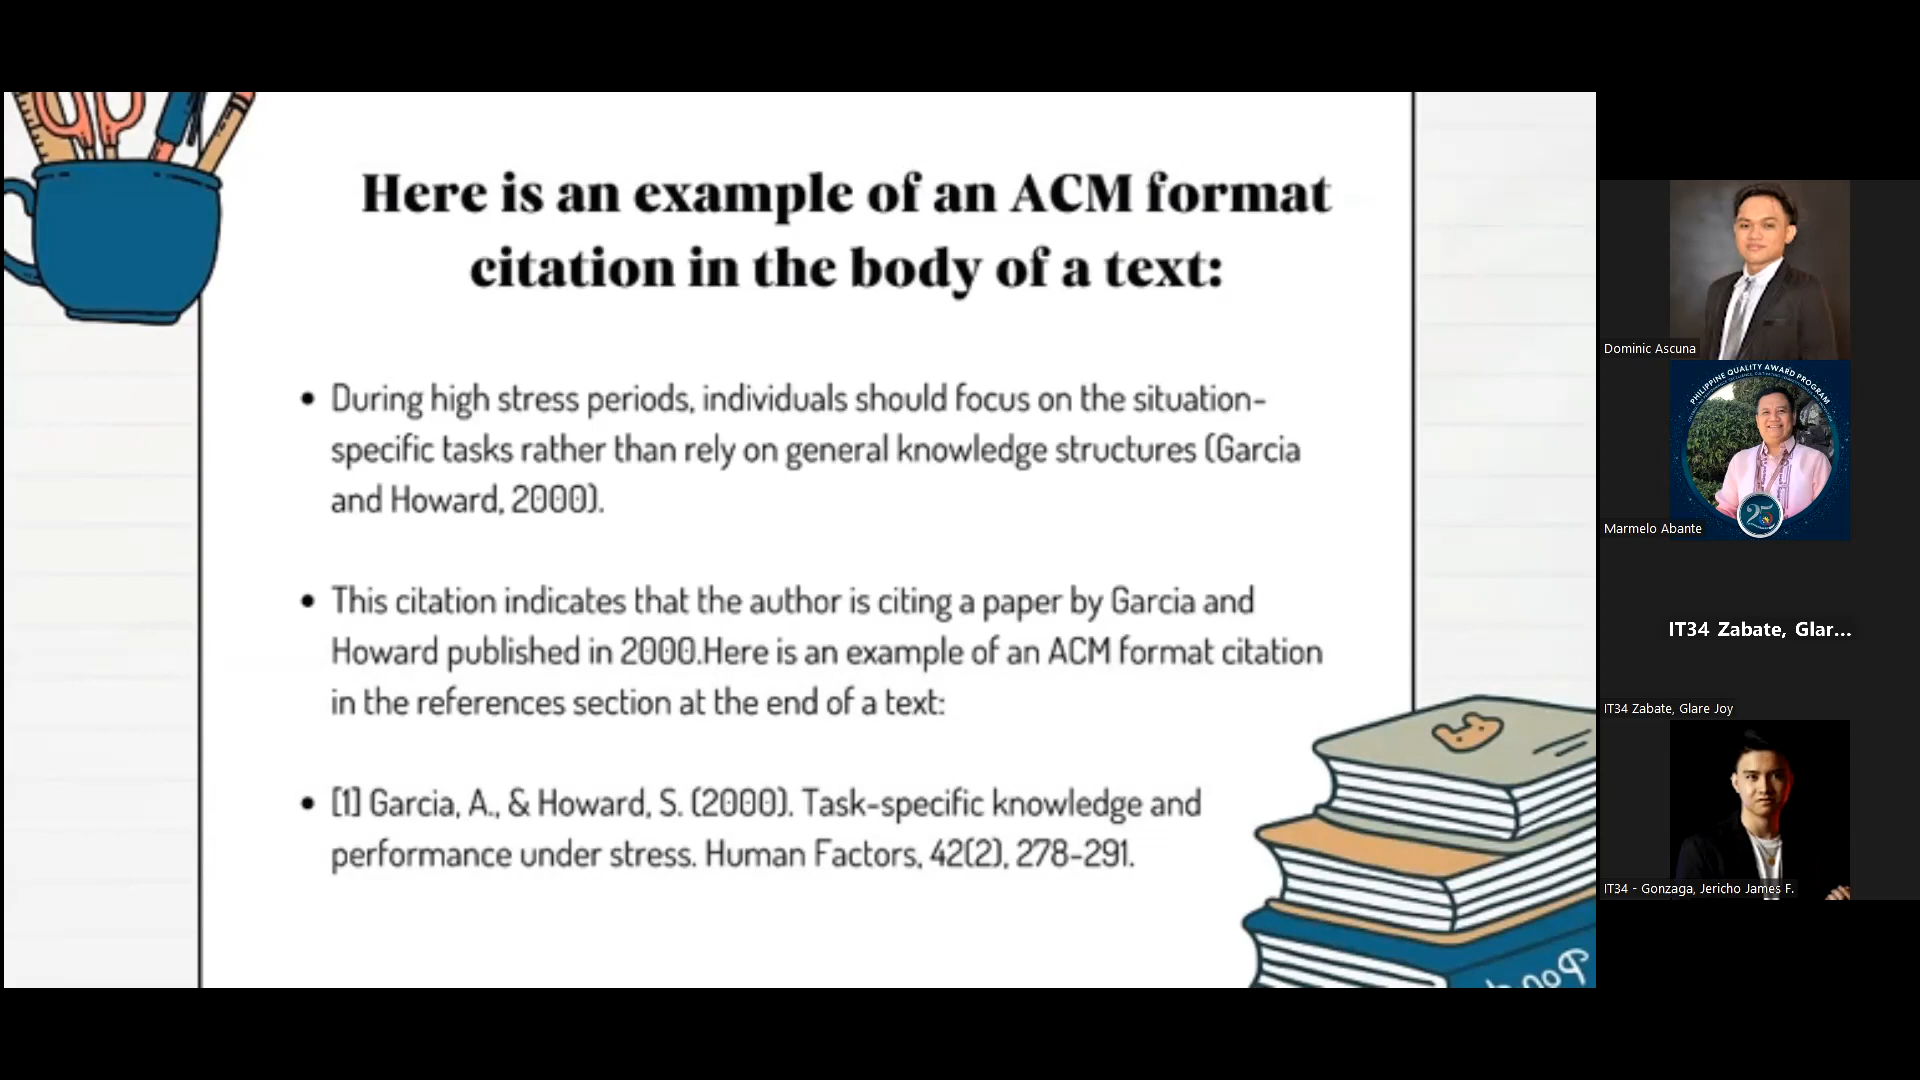 Here is an example of an ACM format
citation in the body of a text:
• During high stress periods, individuals should focus on the situation-
specific tasks rather than rely on general knowledge structures (Garcia
and Howard, 2000).
• This citation indicates that the author is citing a paper by Garcia and
Howard published in 2000.Here is an example of an ACM format citation
in the references section at the end of a text:
• [1] Garcia, A., & Howard, S. (2000). Task-specific knowledge and
performance under stress. Human Factors, 42(2), 278-291.
Dominic Ascuna
PHILIPPINE QUALITY AWARD PROGRAM
25
Marmelo Abante
IT34 Zabate, Glar...
IT34 Zabate, Glare Joy
IT34 - Gonzaga, Jericho James F.